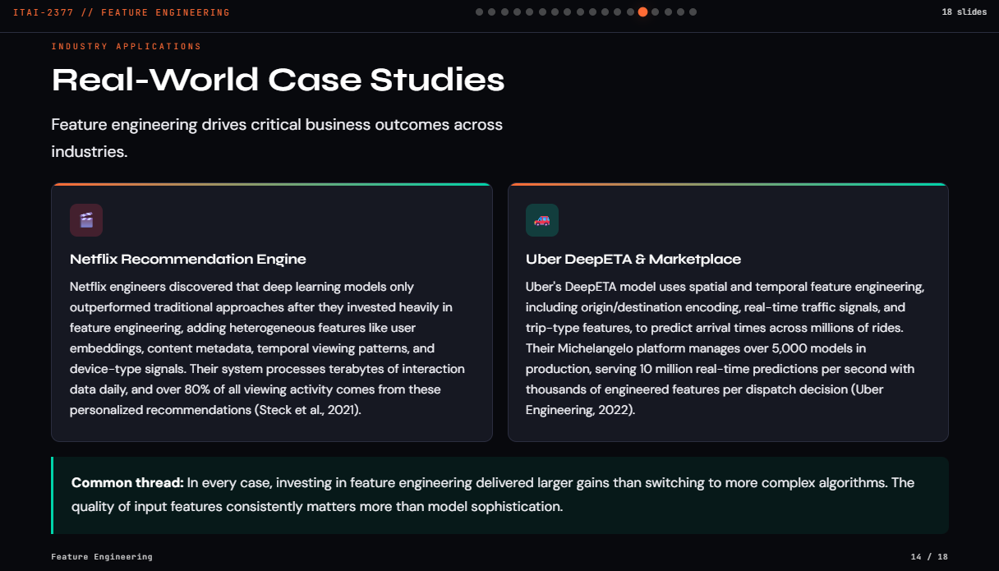 ITAI-2377 // FEATURE ENGINEERING
18 slides
INDUSTRY APPLICATIONS
Real-World Case Studies
Feature engineering drives critical business outcomes across
industries.
Netflix Recommendation Engine
Netflix engineers discovered that deep learning models only
outperformed traditional approaches after they invested heavily in
feature engineering, adding heterogeneous features like user
embeddings, content metadata, temporal viewing patterns, and
device-type signals. Their system processes terabytes of interaction
data daily, and over 80% of all viewing activity comes from these
personalized recommendations (Steck et al., 2021).
Uber DeepETA & Marketplace
Uber's DeepETA model uses spatial and temporal feature engineering,
including origin/destination encoding, real-time traffic signals, and
trip-type features, to predict arrival times across millions of rides.
Their Michelangelo platform manages over 5,000 models in
production, serving 10 million real-time predictions per second with
thousands of engineered features per dispatch decision (Uber
Engineering, 2022).
Common thread: In every case, investing in feature engineering delivered larger gains than switching to more complex algorithms. The
quality of input features consistently matters more than model sophistication.
Feature Engineering
14 / 18